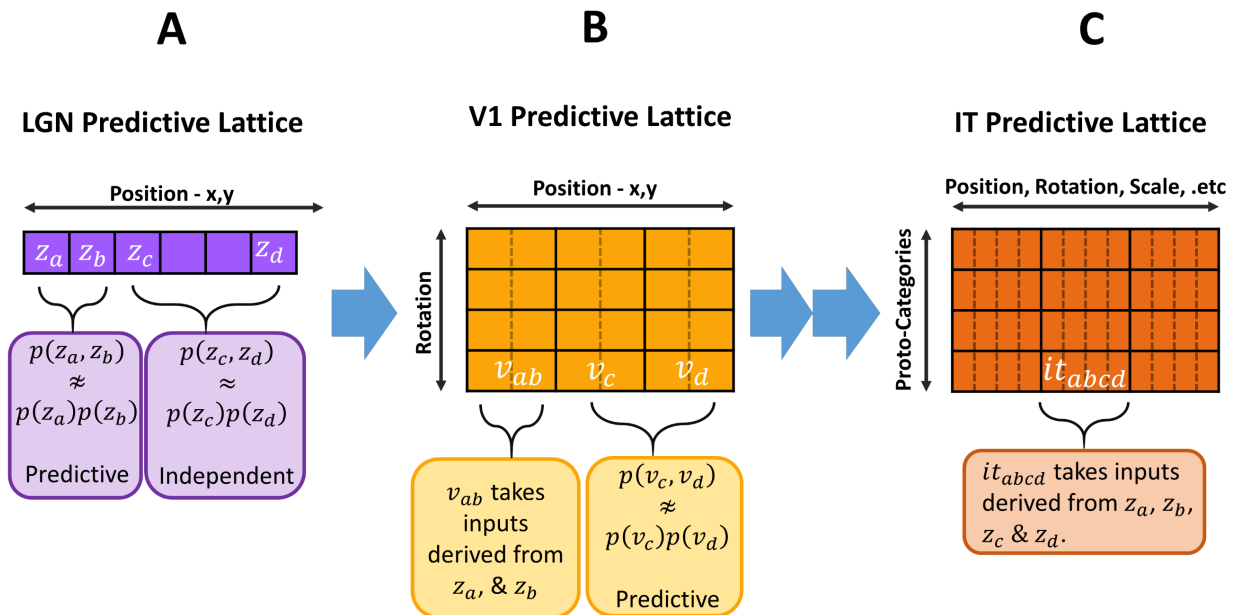 A
LGN Predictive Lattice
Position - x,y
z_a z_b z_c z_d
p(z_a, z_b)
≉
p(z_a)p(z_b)
Predictive
p(z_c, z_d)
≈
p(z_c)p(z_d)
Independent
B
V1 Predictive Lattice
Position - x,y
Rotation
v_ab v_c v_d
v_ab takes
inputs
derived from
z_a, & z_b
p(v_c, v_d)
≉
p(v_c)p(v_d)
Predictive
C
IT Predictive Lattice
Position, Rotation, Scale, .etc
Proto-Categories
it_abcd
it_abcd takes inputs
derived from z_a, z_b,
z_c & z_d.